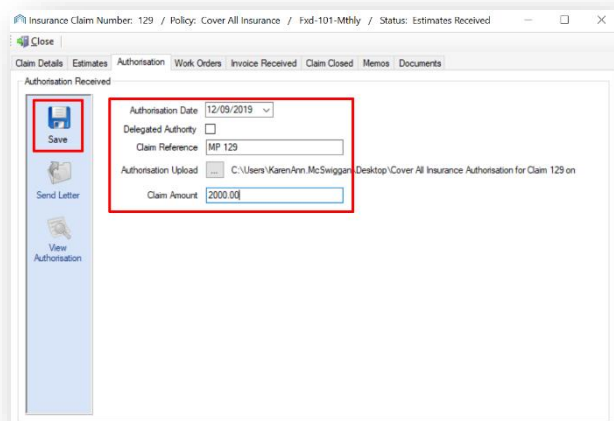 Insurance Claim Number: 129 / Policy: Cover All Insurance / Fxd-101-Mthly / Status: Estimates Received
Close
Claim Details Estimates Authorisation Work Orders Invoice Received Claim Closed Memos Documents
Authorisation Received
Save
Send Letter
View
Authorisation
Authorisation Date 12/09/2019
Delegated Authority
Claim Reference MP 129
Authorisation Upload ... C:\Users\KarenAnn.McSwiggan\Desktop\Cover All Insurance Authorisation for Claim 129 on
Claim Amount 2000.00